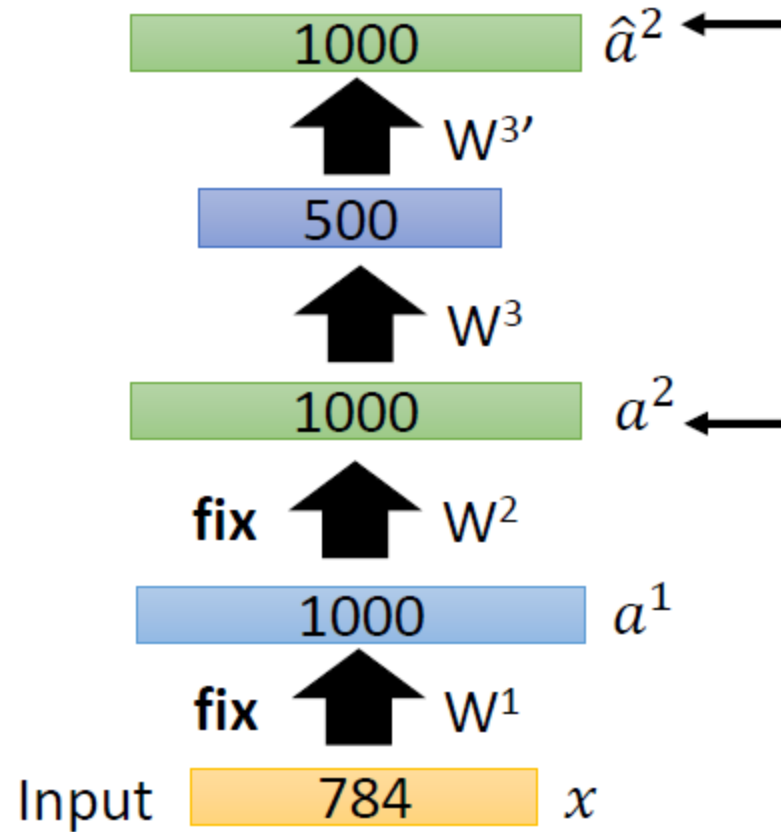 1000 â²
W³’
500
W³
1000 a²
fix W²
1000 a¹
fix W¹
Input 784 x